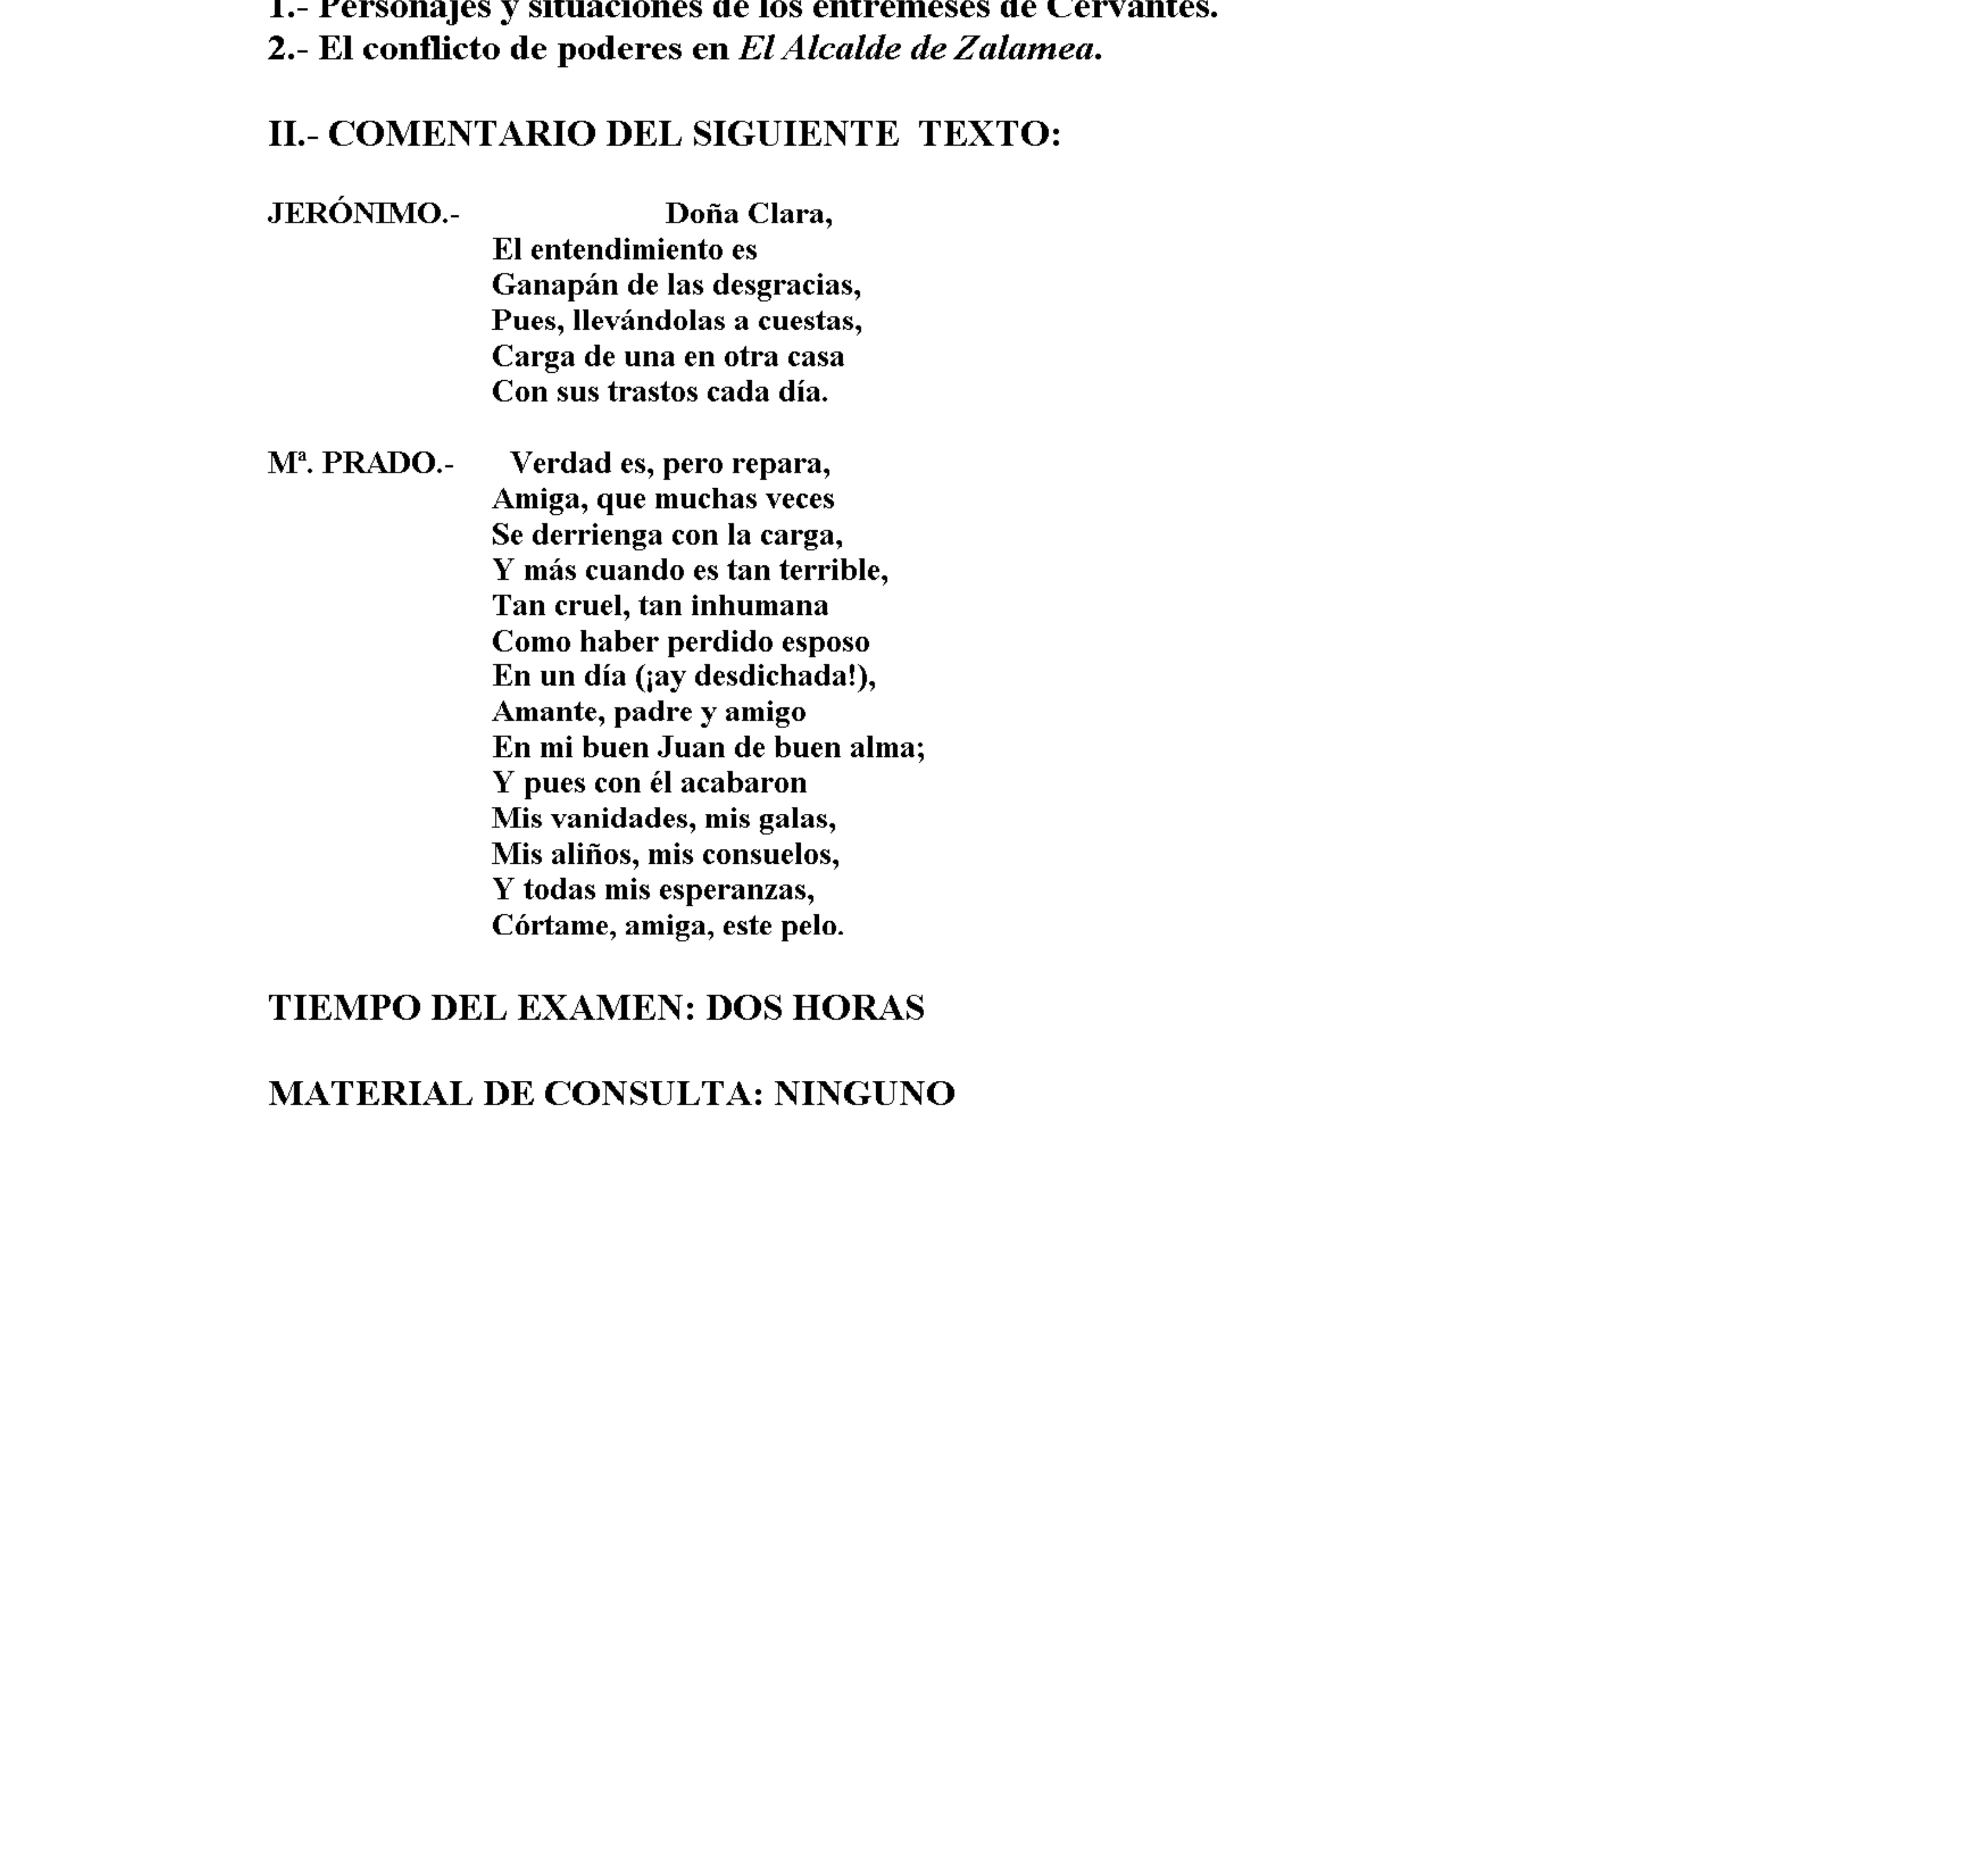 1.- Personajes y situaciones de los entremeses de Cervantes.
2.- El conflicto de poderes en El Alcalde de Zalamea.
II.- COMENTARIO DEL SIGUIENTE TEXTO:
JERÓNIMO.- Doña Clara,
El entendimiento es
Ganapán de las desgracias,
Pues, llevándolas a cuestas,
Carga de una en otra casa
Con sus trastos cada día.
Mª. PRADO.- Verdad es, pero repara,
Amiga, que muchas veces
Se derrienga con la carga,
Y más cuando es tan terrible,
Tan cruel, tan inhumana
Como haber perdido esposo
En un día (¡ay desdichada!),
Amante, padre y amigo
En mi buen Juan de buen alma;
Y pues con él acabaron
Mis vanidades, mis galas,
Mis aliños, mis consuelos,
Y todas mis esperanzas,
Córtame, amiga, este pelo.
TIEMPO DEL EXAMEN: DOS HORAS
MATERIAL DE CONSULTA: NINGUNO